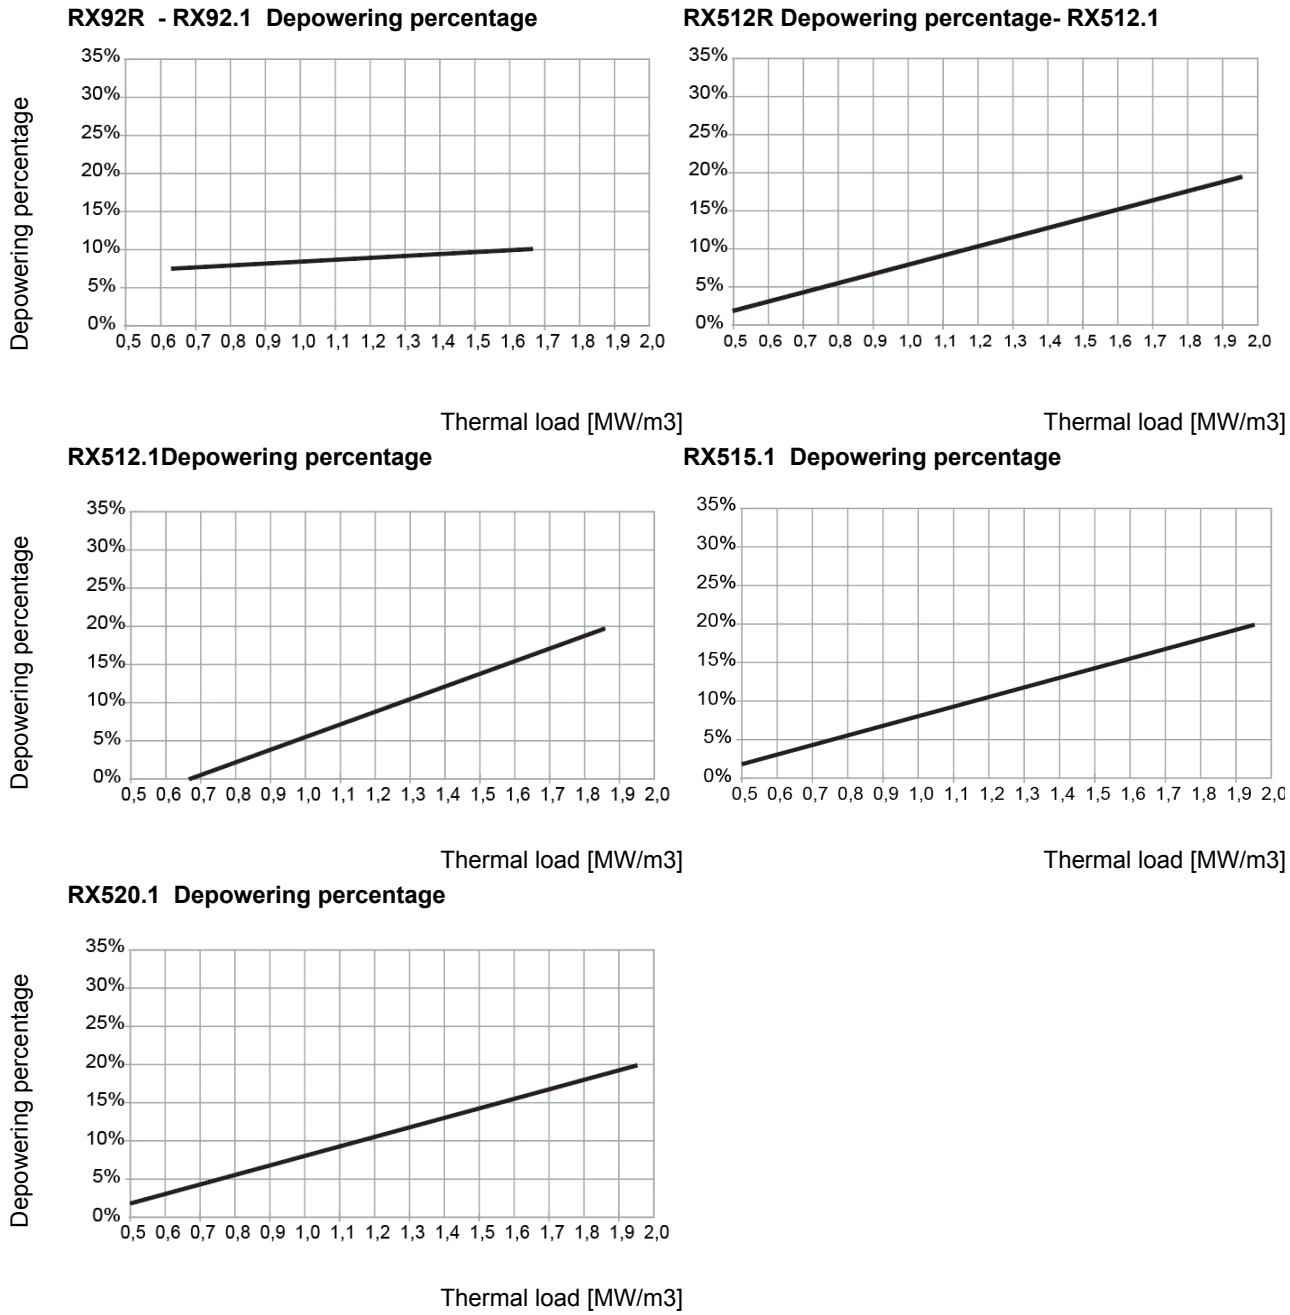 RX92R - RX92.1 Depowering percentage
Depowering percentage
35%
30%
25%
20%
15%
10%
5%
0%
0,5 0,6 0,7 0,8 0,9 1,0 1,1 1,2 1,3 1,4 1,5 1,6 1,7 1,8 1,9 2,0
Thermal load [MW/m3]
RX512R Depowering percentage- RX512.1
35%
30%
25%
20%
15%
10%
5%
0%
0,5 0,6 0,7 0,8 0,9 1,0 1,1 1,2 1,3 1,4 1,5 1,6 1,7 1,8 1,9 2,0
Thermal load [MW/m3]
RX512.1Depowering percentage
Depowering percentage
35%
30%
25%
20%
15%
10%
5%
0%
0,5 0,6 0,7 0,8 0,9 1,0 1,1 1,2 1,3 1,4 1,5 1,6 1,7 1,8 1,9 2,0
Thermal load [MW/m3]
RX515.1 Depowering percentage
35%
30%
25%
20%
15%
10%
5%
0%
0,5 0,6 0,7 0,8 0,9 1,0 1,1 1,2 1,3 1,4 1,5 1,6 1,7 1,8 1,9 2,0
Thermal load [MW/m3]
RX520.1 Depowering percentage
Depowering percentage
35%
30%
25%
20%
15%
10%
5%
0%
0,5 0,6 0,7 0,8 0,9 1,0 1,1 1,2 1,3 1,4 1,5 1,6 1,7 1,8 1,9 2,0
Thermal load [MW/m3]